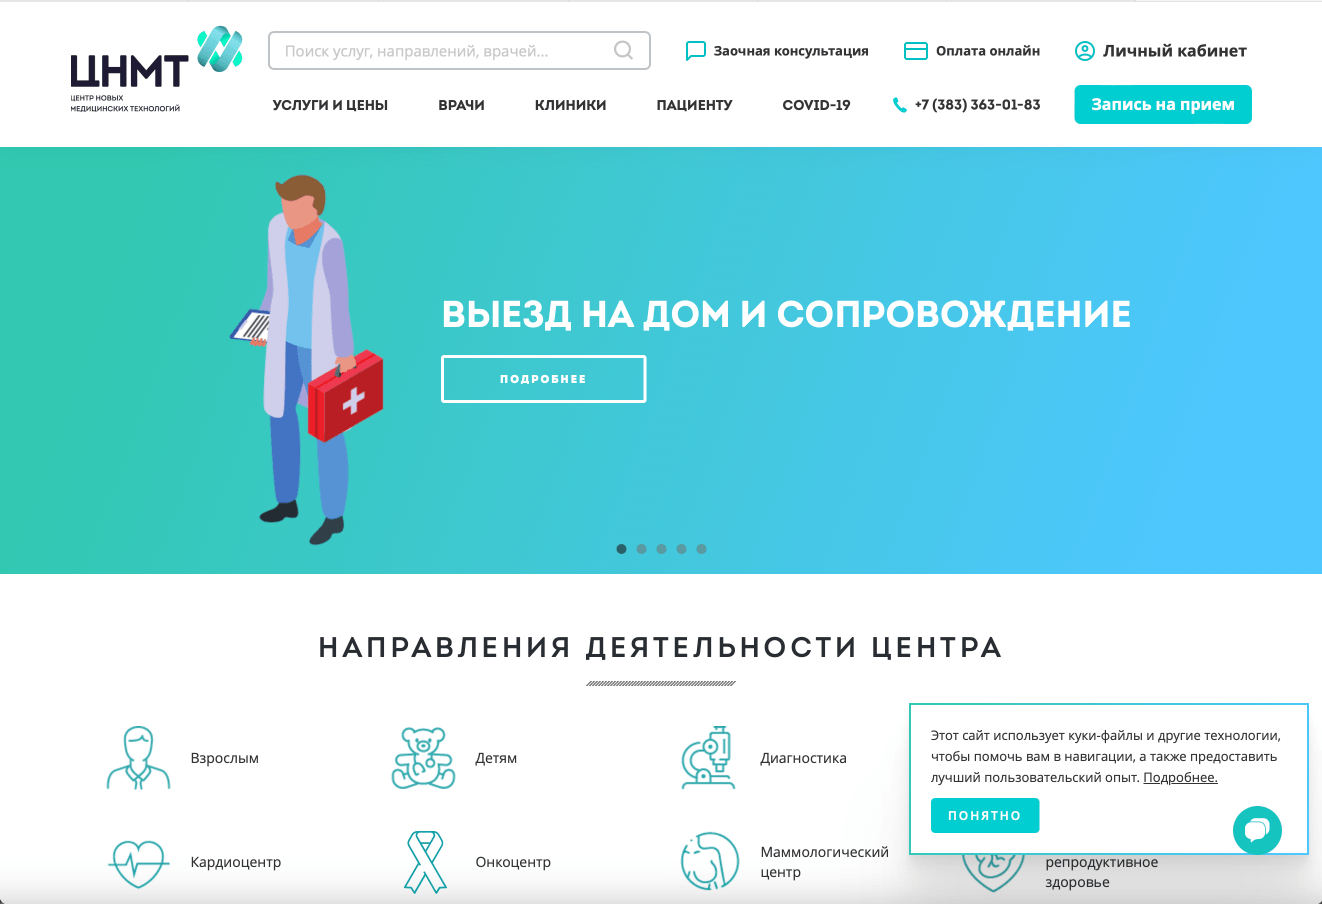 ЦНМТ
ЦЕНТР НОВЫХ
МЕДИЦИНСКИХ ТЕХНОЛОГИЙ
Поиск услуг, направлений, врачей...
Заочная консультация
Оплата онлайн
Личный кабинет
УСЛУГИ И ЦЕНЫ
ВРАЧИ
КЛИНИКИ
ПАЦИЕНТУ
COVID-19
+7 (383) 363-01-83
Запись на прием
ВЫЕЗД НА ДОМ И СОПРОВОЖДЕНИЕ
ПОДРОБНЕЕ
НАПРАВЛЕНИЯ ДЕЯТЕЛЬНОСТИ ЦЕНТРА
Взрослым
Детям
Диагностика
Кардиоцентр
Онкоцентр
Маммологический
центр
репродуктивное
здоровье
Этот сайт использует куки-файлы и другие технологии,
чтобы помочь вам в навигации, а также предоставить
лучший пользовательский опыт. Подробнее.
ПОНЯТНО